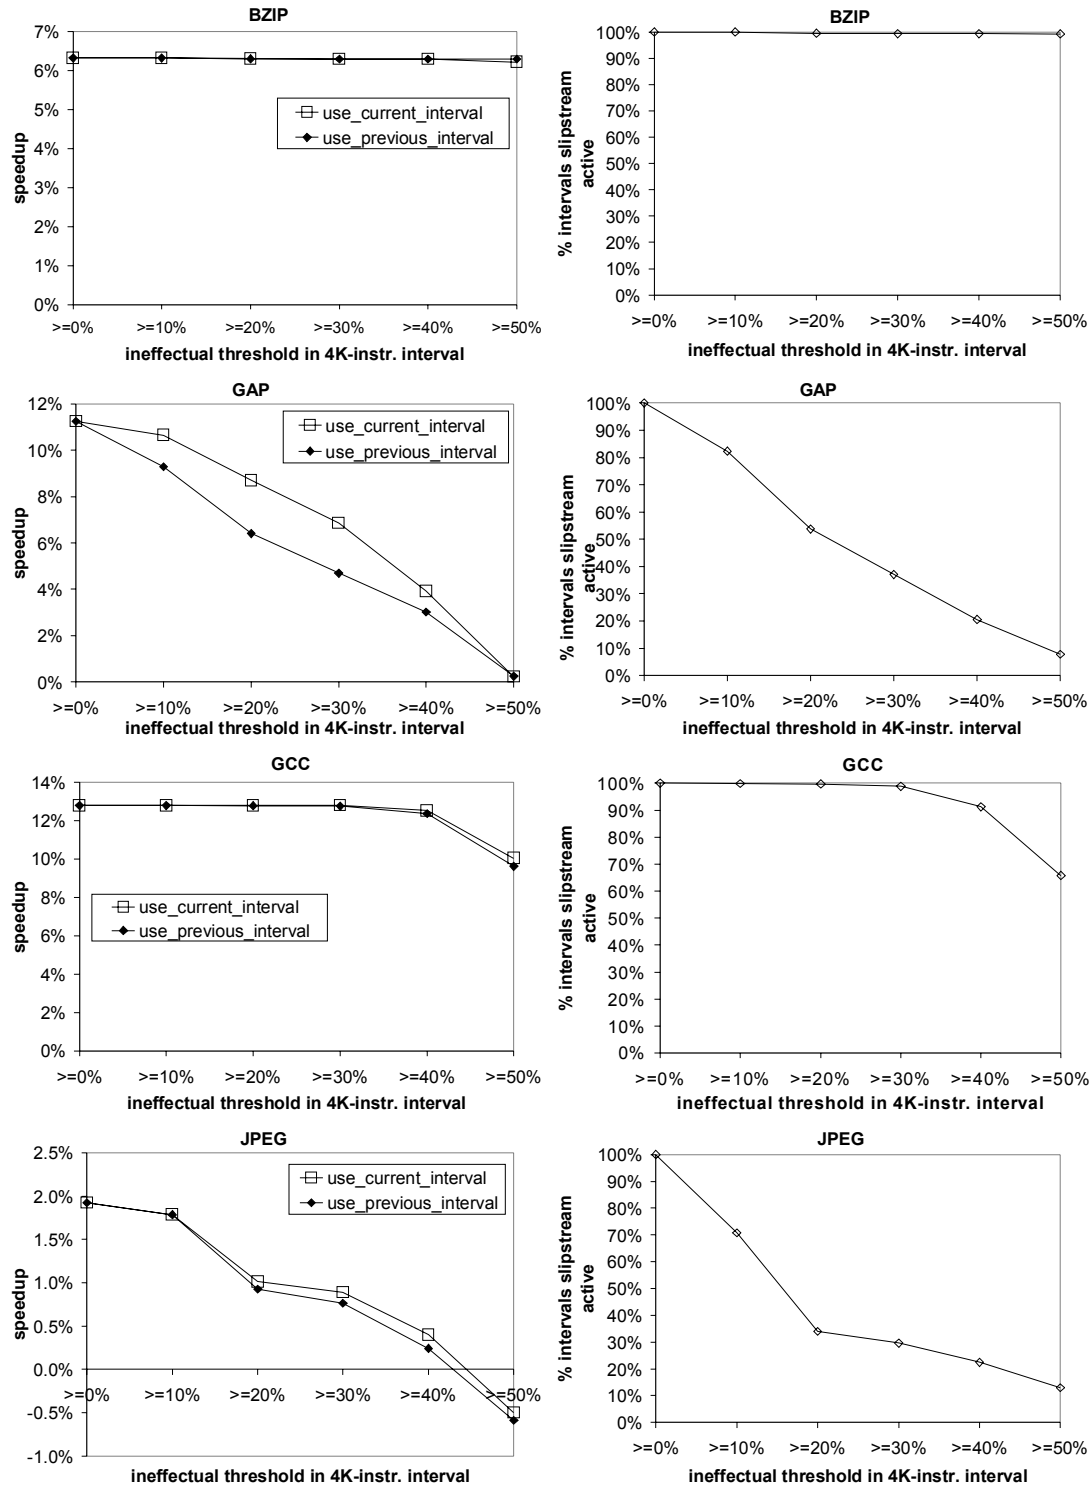 BZIP
7%
6%
5%
4%
3%
2%
1%
0%
speedup
use_current_interval
use_previous_interval
>=0% >=10% >=20% >=30% >=40% >=50%
ineffectual threshold in 4K-instr. interval
BZIP
100%
90%
80%
70%
60%
50%
40%
30%
20%
10%
0%
% intervals slipstream
active
>=0% >=10% >=20% >=30% >=40% >=50%
ineffectual threshold in 4K-instr. interval
GAP
12%
10%
8%
6%
4%
2%
0%
speedup
use_current_interval
use_previous_interval
>=0% >=10% >=20% >=30% >=40% >=50%
ineffectual threshold in 4K-instr. interval
GAP
100%
90%
80%
70%
60%
50%
40%
30%
20%
10%
0%
% intervals slipstream
active
>=0% >=10% >=20% >=30% >=40% >=50%
ineffectual threshold in 4K-instr. interval
GCC
14%
12%
10%
8%
6%
4%
2%
0%
speedup
use_current_interval
use_previous_interval
>=0% >=10% >=20% >=30% >=40% >=50%
ineffectual threshold in 4K-instr. interval
GCC
100%
90%
80%
70%
60%
50%
40%
30%
20%
10%
0%
% intervals slipstream
active
>=0% >=10% >=20% >=30% >=40% >=50%
ineffectual threshold in 4K-instr. interval
JPEG
2.5%
2.0%
1.5%
1.0%
0.5%
0.0%
-0.5%
-1.0%
speedup
use_current_interval
use_previous_interval
>=0% >=10% >=20% >=30% >=40% >=50%
ineffectual threshold in 4K-instr. interval
JPEG
100%
90%
80%
70%
60%
50%
40%
30%
20%
10%
0%
% intervals slipstream
active
>=0% >=10% >=20% >=30% >=40% >=50%
ineffectual threshold in 4K-instr. interval